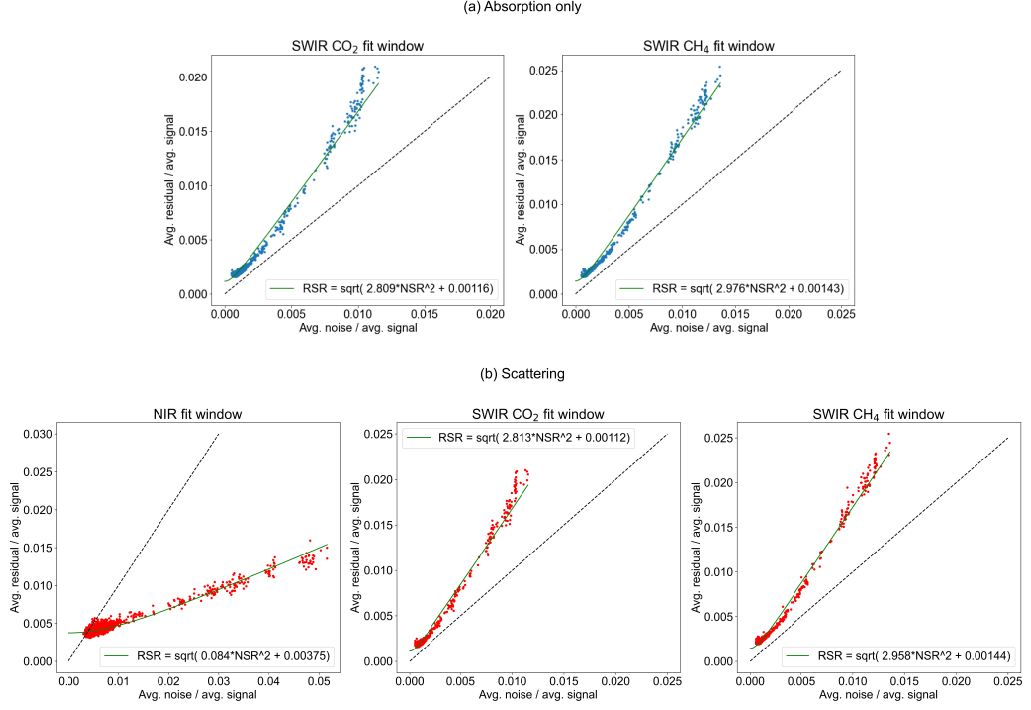 (a) Absorption only
SWIR CO₂ fit window
Avg. residual / avg. signal
0.020
0.015
0.010
0.005
0.000
RSR = sqrt( 2.809*NSR^2 + 0.00116)
0.000 0.005 0.010 0.015 0.020
Avg. noise / avg. signal
SWIR CH₄ fit window
Avg. residual / avg. signal
0.025
0.020
0.015
0.010
0.005
0.000
RSR = sqrt( 2.976*NSR^2 + 0.00143)
0.000 0.005 0.010 0.015 0.020 0.025
Avg. noise / avg. signal
(b) Scattering
NIR fit window
Avg. residual / avg. signal
0.030
0.025
0.020
0.015
0.010
0.005
0.000
RSR = sqrt( 0.084*NSR^2 + 0.00375)
0.00 0.01 0.02 0.03 0.04 0.05
Avg. noise / avg. signal
SWIR CO₂ fit window
Avg. residual / avg. signal
0.025
0.020
0.015
0.010
0.005
0.000
RSR = sqrt( 2.813*NSR^2 + 0.00112)
0.000 0.005 0.010 0.015 0.020 0.025
Avg. noise / avg. signal
SWIR CH₄ fit window
Avg. residual / avg. signal
0.025
0.020
0.015
0.010
0.005
0.000
RSR = sqrt( 2.958*NSR^2 + 0.00144)
0.000 0.005 0.010 0.015 0.020 0.025
Avg. noise / avg. signal